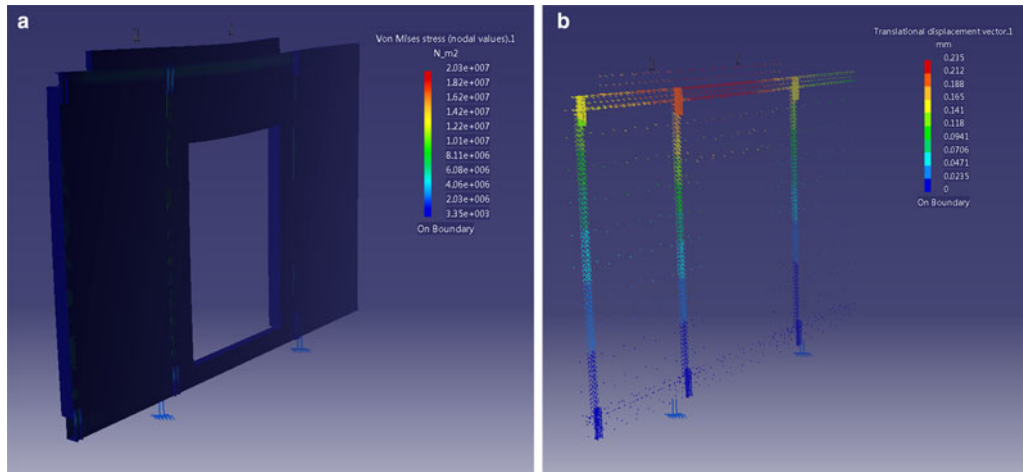 a
Von Mises stress (nodal values).1
N_m2
2.03e+007
1.82e+007
1.62e+007
1.42e+007
1.22e+007
1.01e+007
8.11e+006
6.08e+006
4.06e+006
2.03e+006
3.35e+003
On Boundary
b
Translational displacement vector.1
mm
0.235
0.212
0.188
0.165
0.141
0.118
0.0941
0.0706
0.0471
0.0235
0
On Boundary